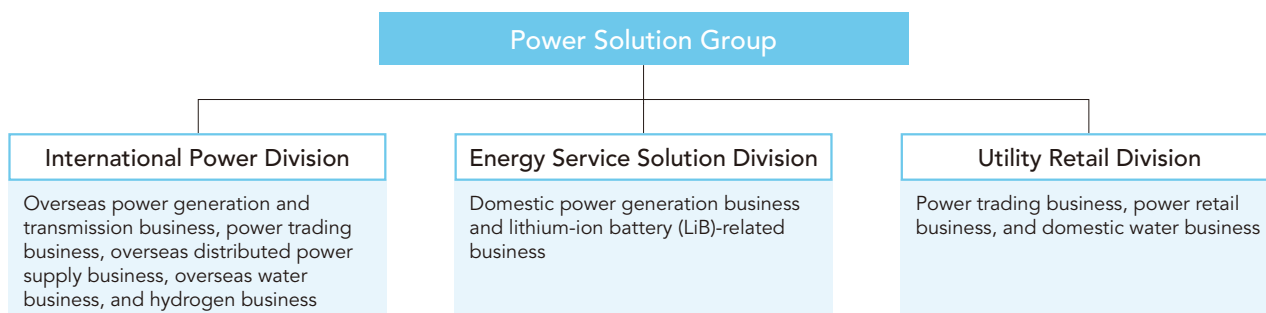 Power Solution Group
International Power Division
Overseas power generation and
transmission business, power trading
business, overseas distributed power
supply business, overseas water
business, and hydrogen business
Energy Service Solution Division
Domestic power generation business
and lithium-ion battery (LiB)-related
business
Utility Retail Division
Power trading business, power retail
business, and domestic water business